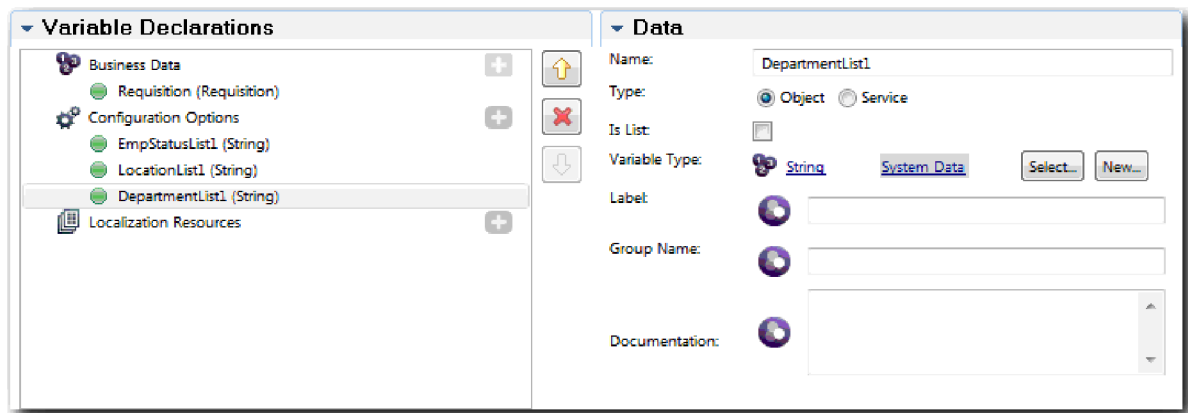 Variable Declarations
Business Data
Requisition (Requisition)
Configuration Options
EmpStatusList1 (String)
LocationList1 (String)
DepartmentList1 (String)
Localization Resources
Data
Name: DepartmentList1
Type: Object Service
Is List:
Variable Type: String System Data Select... New...
Label:
Group Name:
Documentation: